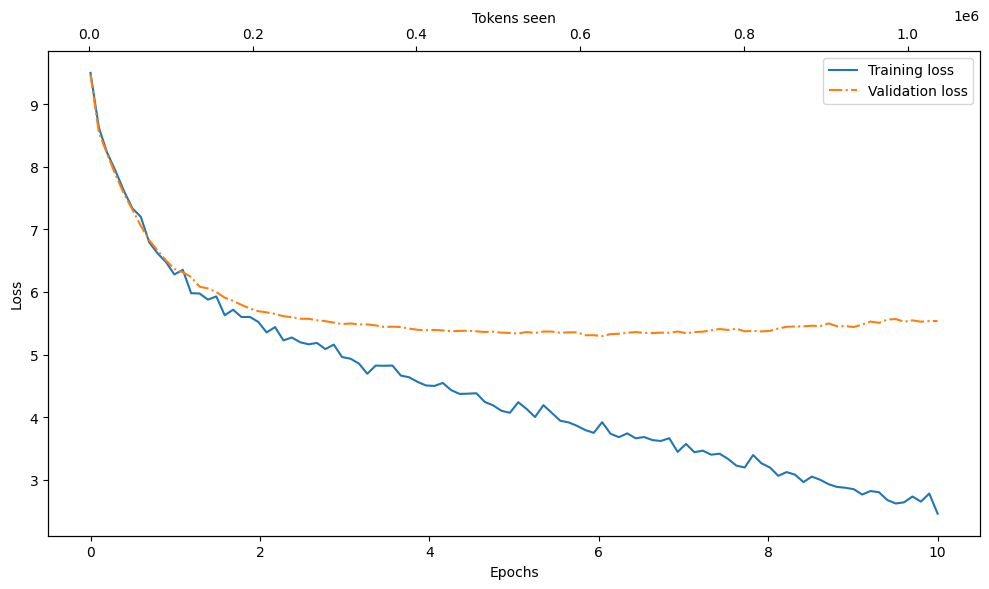 Tokens seen
0.0 0.2 0.4 0.6 0.8 1.0 1e6
Training loss
Validation loss
9
8
7
6
5
4
3
Loss
0 2 4 6 8 10
Epochs